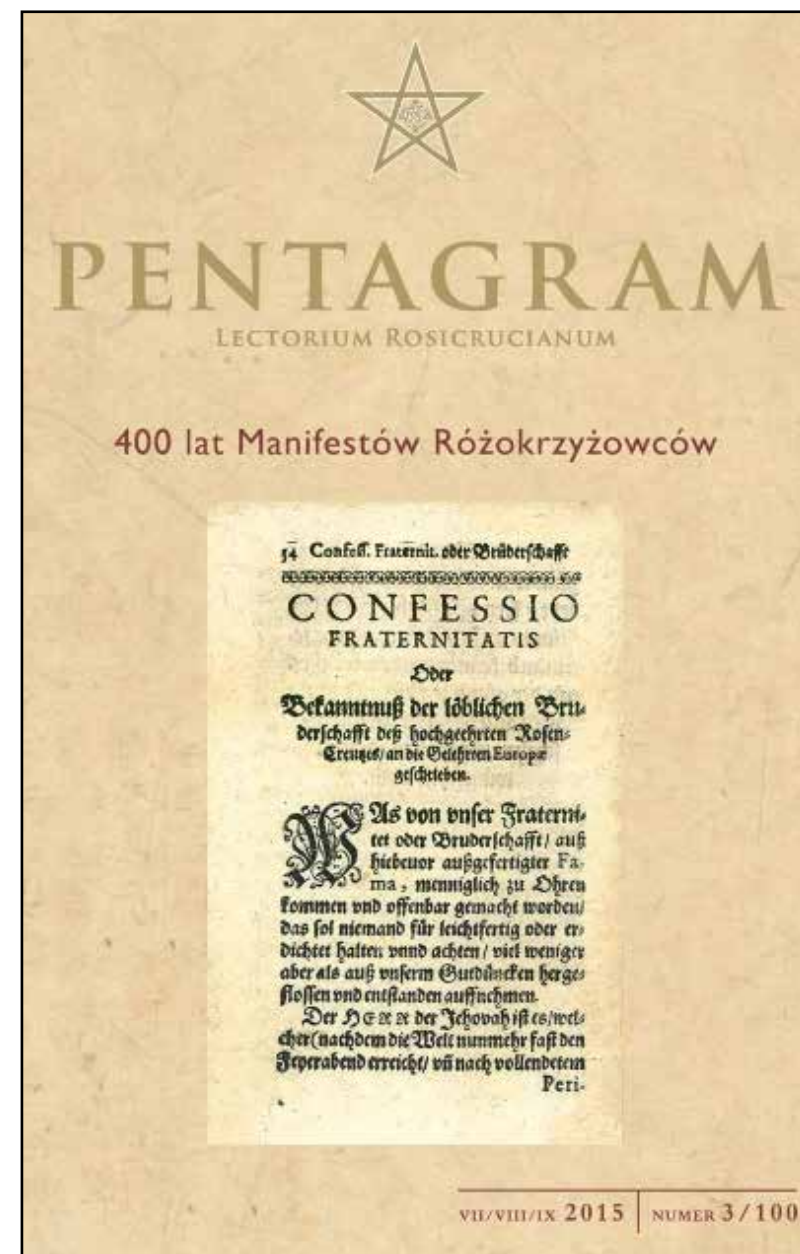 PENTAGRAM
LECTORIUM ROSICRUCIANUM
400 lat Manifestów Różokrzyżowców
54 Confess. Fraternit. oder Brüderschafft
CONFESSIO
FRATERNITATIS
Oder
Bekanntnuß der löblichen Bru-
derschafft deß hochgeehrten Rosen-
Creutzes/ an die Gelehrten Europæ
geschrieben.
WAs von vnser Fraterni-
tet oder Bruderschafft/ auß
hiebeuor außgefertigter Fa-
ma, menniglich zu Ohren
kommen vnd offenbar gemacht worden/
das sol niemand für leichtfertig oder er-
dichtet halten vnnd achten/ viel weniger
aber als auß vnserm Gutdüncken herge-
flossen vnd entstanden auffnehmen.
Der HERR der Jehovah ist es/ wel-
cher (nachdem die Welt nunmehr fast den
Feyerabend erreicht/ vñ nach vollendetem
Peri-
VII/VIII/IX 2015 NUMER 3/100